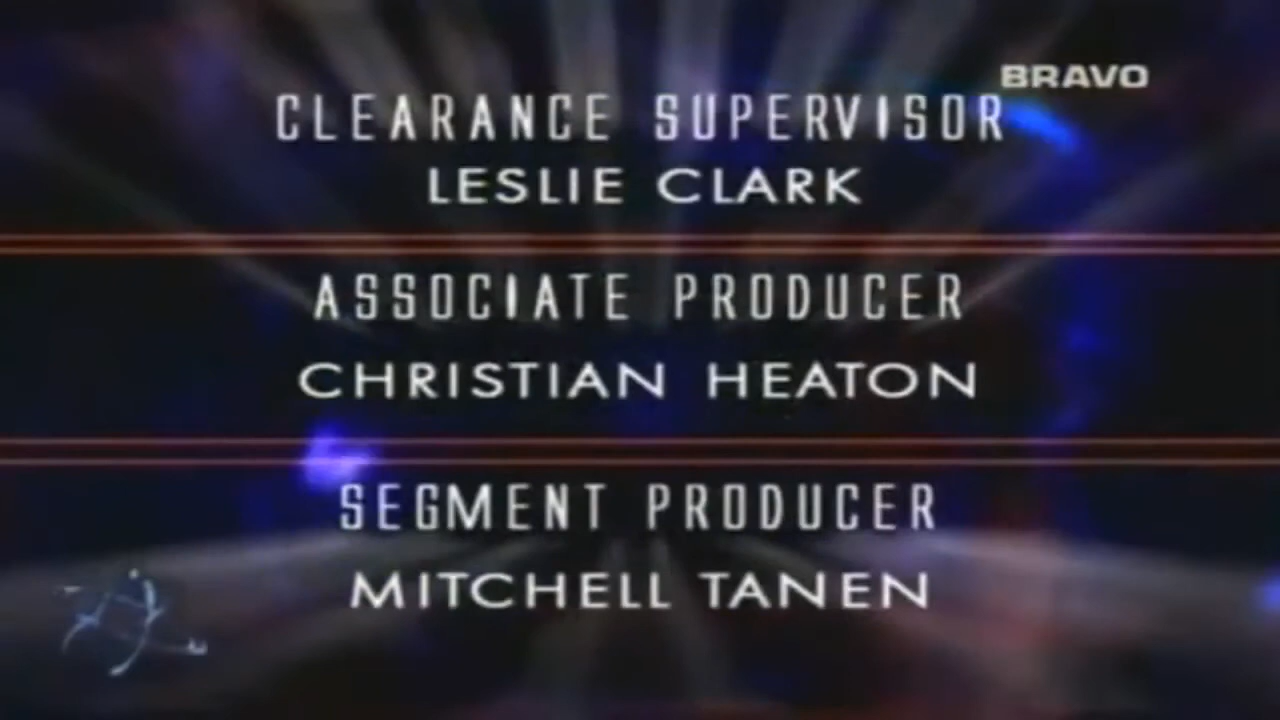 BRAVO
CLEARANCE SUPERVISOR
LESLIE CLARK
ASSOCIATE PRODUCER
CHRISTIAN HEATON
SEGMENT PRODUCER
MITCHELL TANEN